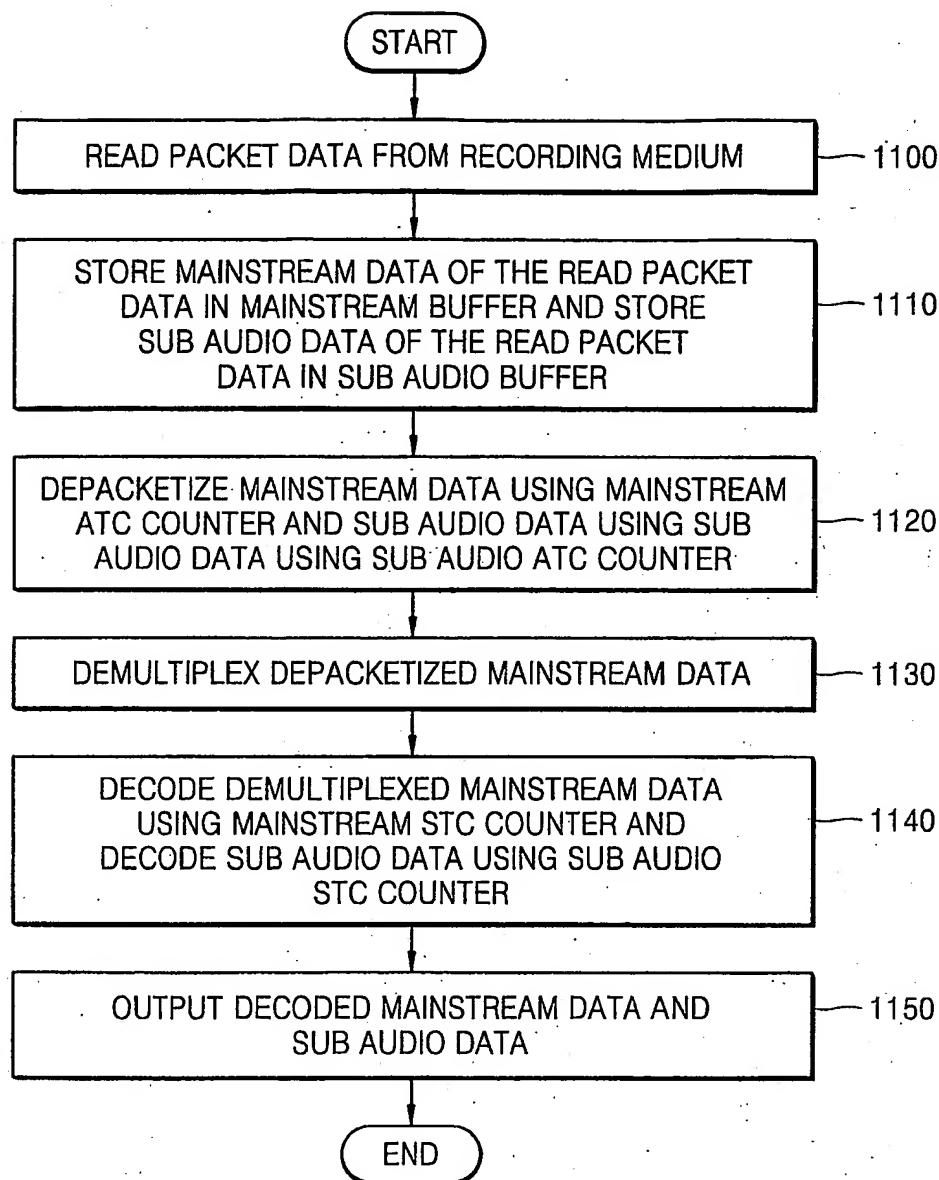 START
READ PACKET DATA FROM RECORDING MEDIUM
1100
STORE MAINSTREAM DATA OF THE READ PACKET
DATA IN MAINSTREAM BUFFER AND STORE
SUB AUDIO DATA OF THE READ PACKET
DATA IN SUB AUDIO BUFFER
1110
DEPACKETIZE MAINSTREAM DATA USING MAINSTREAM
ATC COUNTER AND SUB AUDIO DATA USING SUB
AUDIO DATA USING SUB AUDIO ATC COUNTER
1120
DEMULTIPLEX DEPACKETIZED MAINSTREAM DATA
1130
DECODE DEMULTIPLEXED MAINSTREAM DATA
USING MAINSTREAM STC COUNTER AND
DECODE SUB AUDIO DATA USING SUB AUDIO
STC COUNTER
1140
OUTPUT DECODED MAINSTREAM DATA AND
SUB AUDIO DATA
1150
END